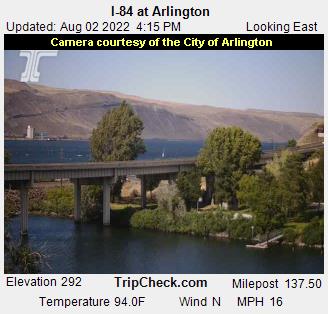 I-84 at Arlington
Updated: Aug 02 2022 4:15 PM Looking East
Camera courtesy of the City of Arlington
Elevation 292 TripCheck.com Milepost 137.50
Temperature 94.0F Wind N MPH 16